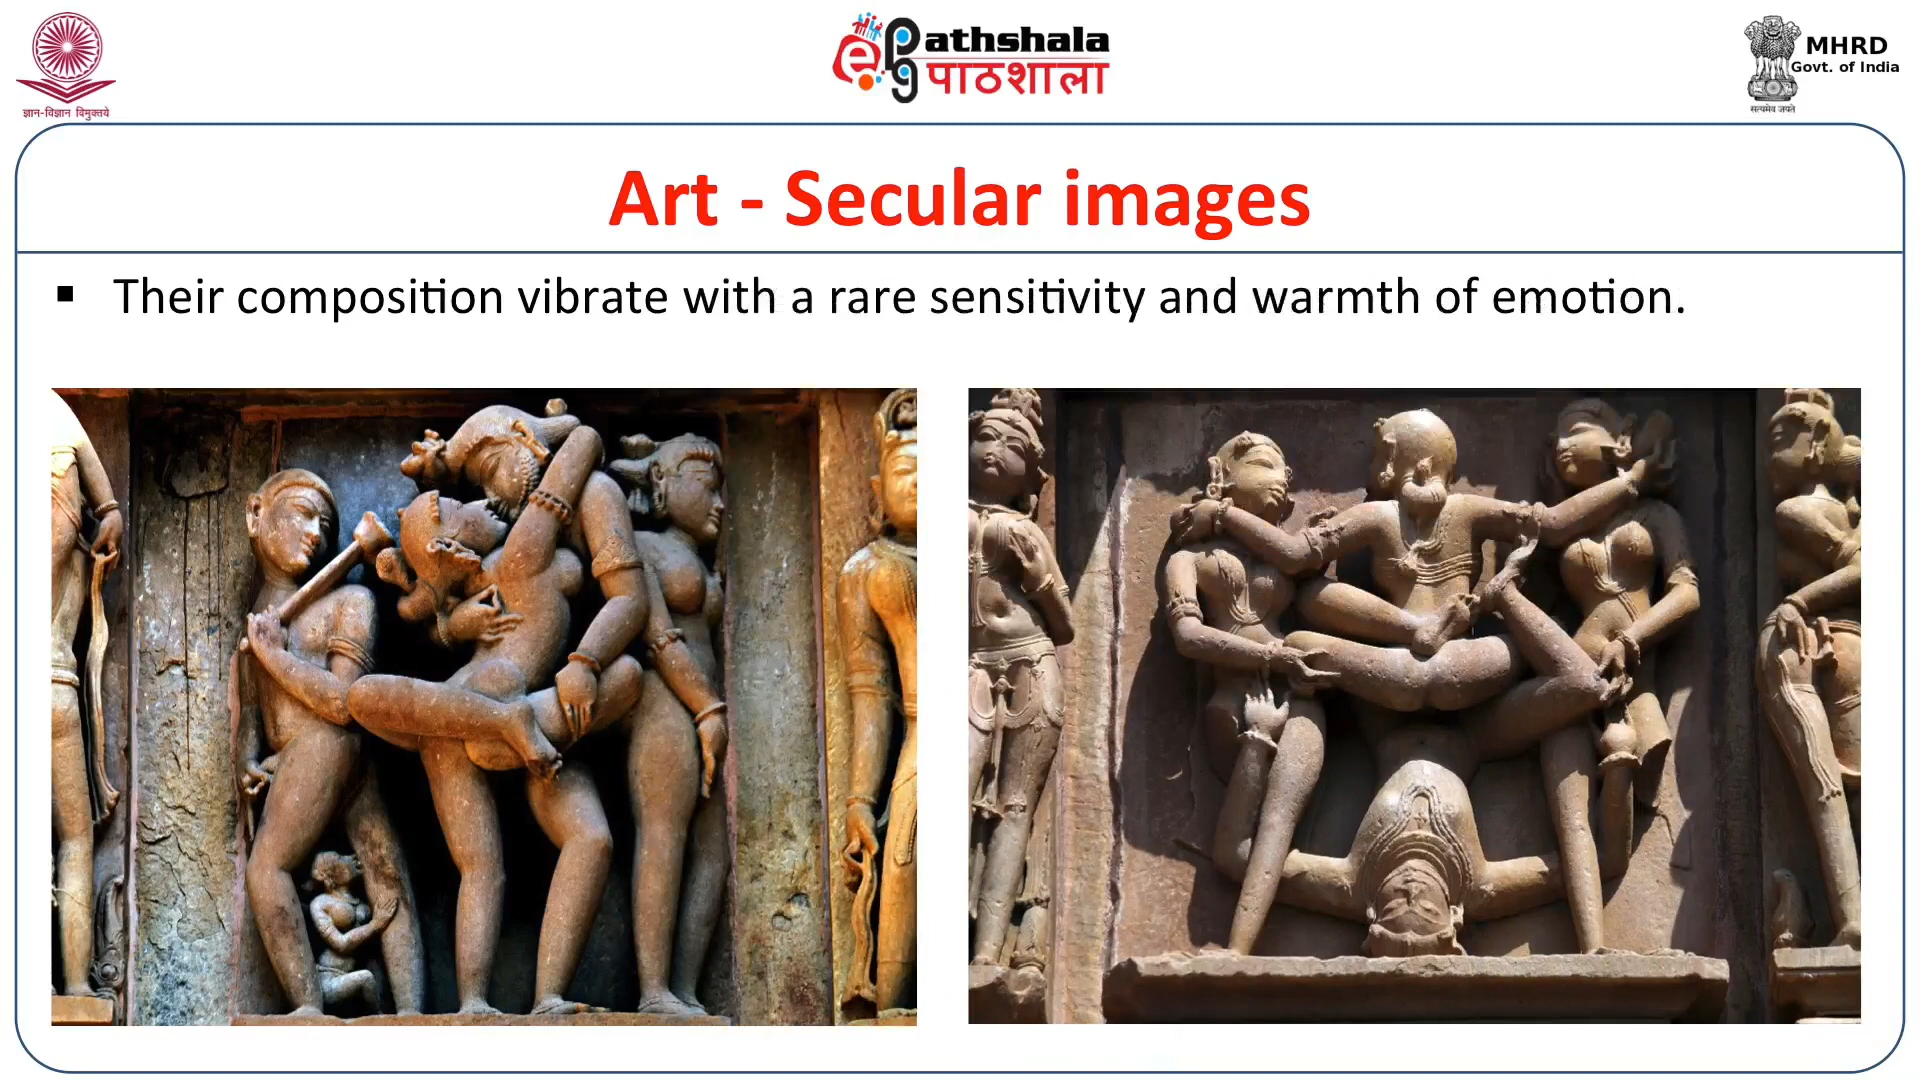 ज्ञान-विज्ञान विमुक्तये
ePG Pathshala
पाठशाला
MHRD
Govt. of India
सत्यमेव जयते
Art - Secular images
▪ Their composition vibrate with a rare sensitivity and warmth of emotion.